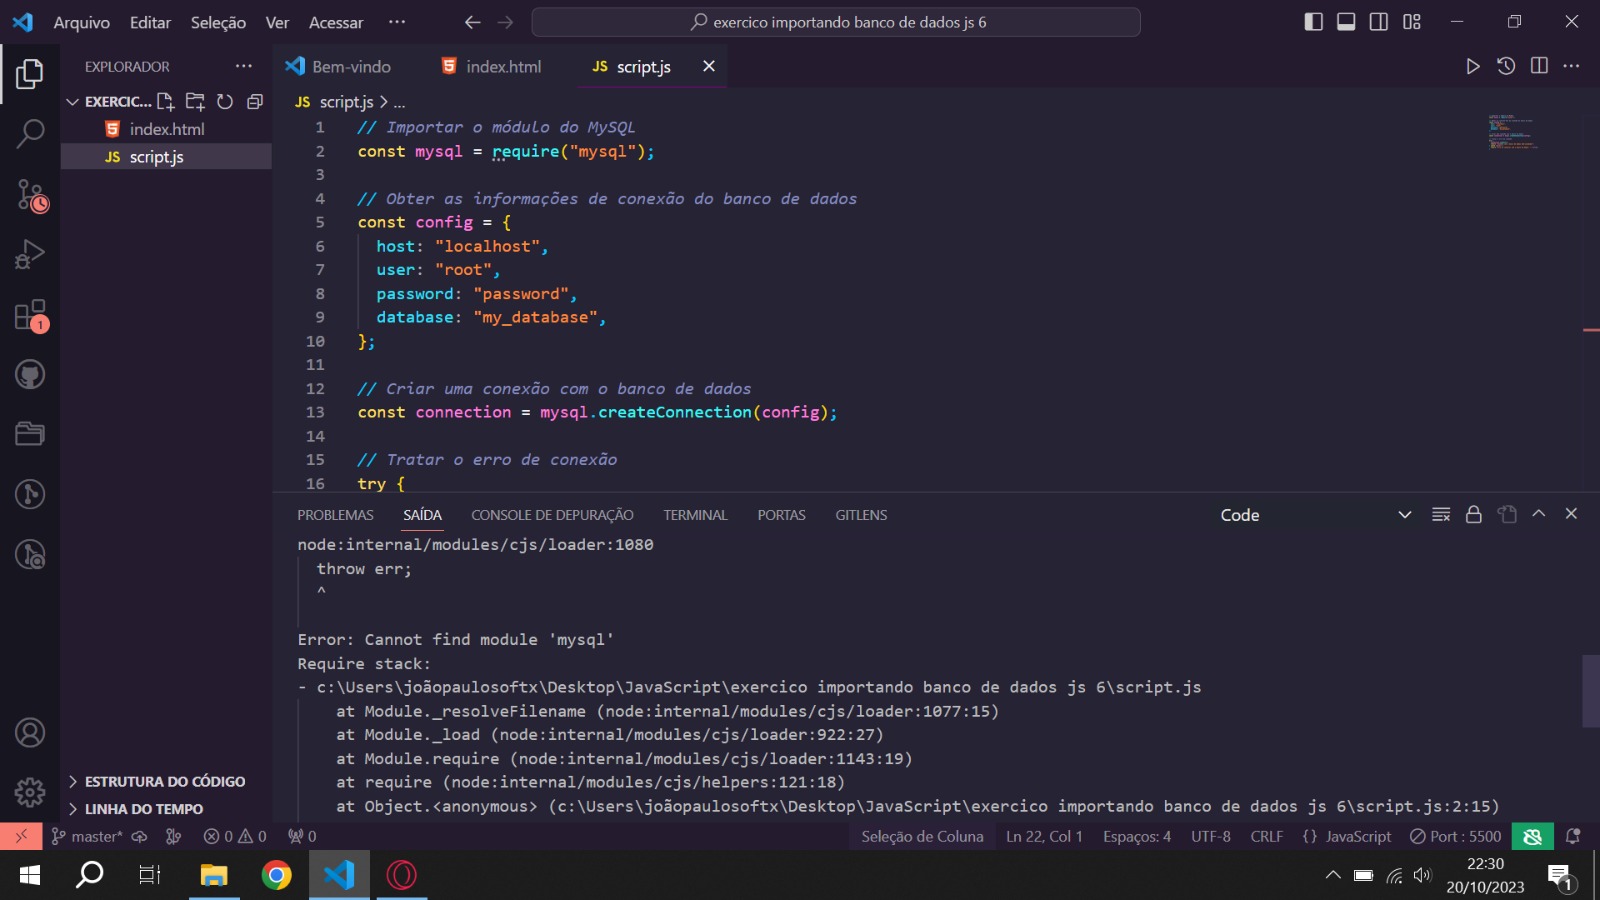 Arquivo Editar Seleção Ver Acessar ··· exercico importando banco de dados js 6
EXPLORADOR ···
EXERCIC...
index.html
JS script.js
ESTRUTURA DO CÓDIGO
LINHA DO TEMPO
Bem-vindo index.html JS script.js
JS script.js > ...
1 // Importar o módulo do MySQL
2 const mysql = require("mysql");
3
4 // Obter as informações de conexão do banco de dados
5 const config = {
6 host: "localhost",
7 user: "root",
8 password: "password",
9 database: "my_database",
10 };
11
12 // Criar uma conexão com o banco de dados
13 const connection = mysql.createConnection(config);
14
15 // Tratar o erro de conexão
16 try {
PROBLEMAS SAÍDA CONSOLE DE DEPURAÇÃO TERMINAL PORTAS GITLENS Code
node:internal/modules/cjs/loader:1080
throw err;
^
Error: Cannot find module 'mysql'
Require stack:
- c:\Users\joãopaulosoftx\Desktop\JavaScript\exercico importando banco de dados js 6\script.js
at Module._resolveFilename (node:internal/modules/cjs/loader:1077:15)
at Module._load (node:internal/modules/cjs/loader:922:27)
at Module.require (node:internal/modules/cjs/loader:1143:19)
at require (node:internal/modules/cjs/helpers:121:18)
at Object.<anonymous> (c:\Users\joãopaulosoftx\Desktop\JavaScript\exercico importando banco de dados js 6\script.js:2:15)
1
master* 0 0 0 Seleção de Coluna Ln 22, Col 1 Espaços: 4 UTF-8 CRLF {} JavaScript Port : 5500
22:30
20/10/2023
1